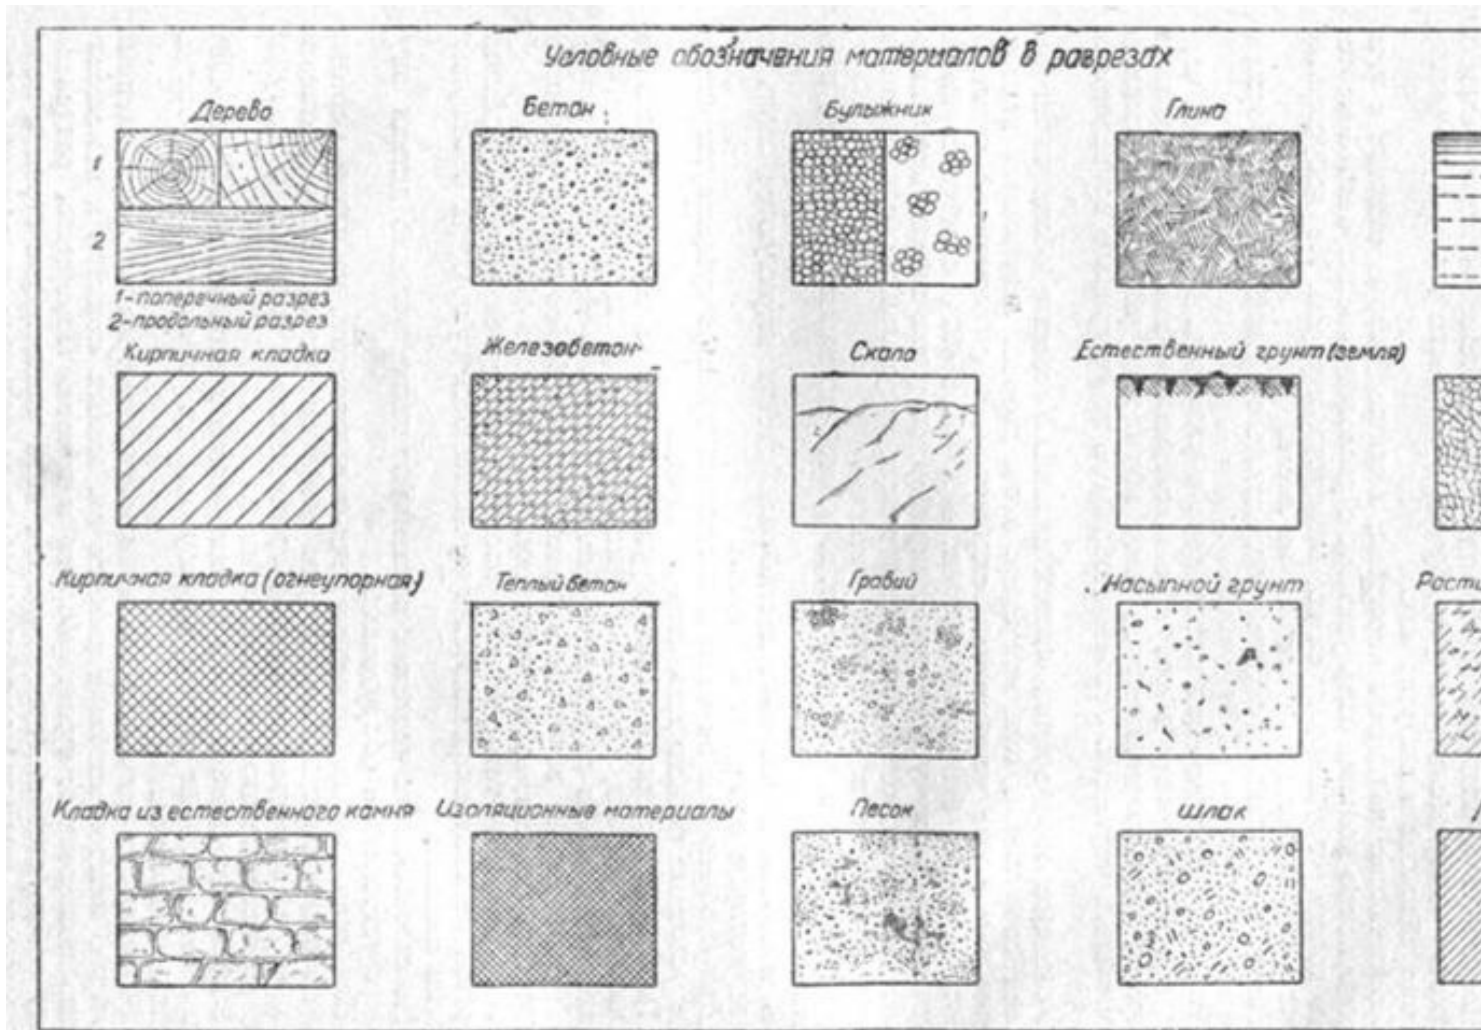 Условные обозначения материалов в разрезах
Дерево
Бетон
Булыжник
Глина
1
2
1-поперечный разрез
2-продольный разрез
Кирпичная кладка
Железобетон
Скала
Естественный грунт (земля)
Кирпичная кладка (огнеупорная)
Теплый бетон
Гравий
Насыпной грунт
Кладка из естественного камня
Изоляционные материалы
Песок
Шлак